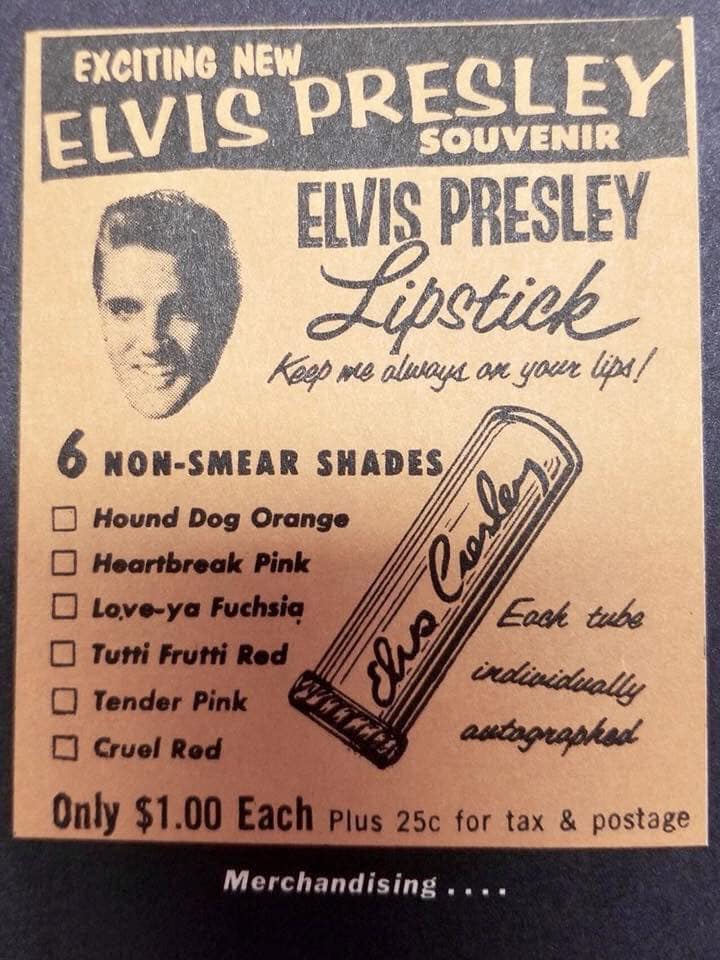 EXCITING NEW
ELVIS PRESLEY
SOUVENIR
ELVIS PRESLEY
Lipstick
Keep me always on your lips!
6 NON-SMEAR SHADES
Hound Dog Orange
Heartbreak Pink
Love-ya Fuchsia
Tutti Frutti Red
Tender Pink
Cruel Red
Elvis Presley
Each tube
individually
autographed
Only $1.00 Each Plus 25c for tax & postage
Merchandising ....